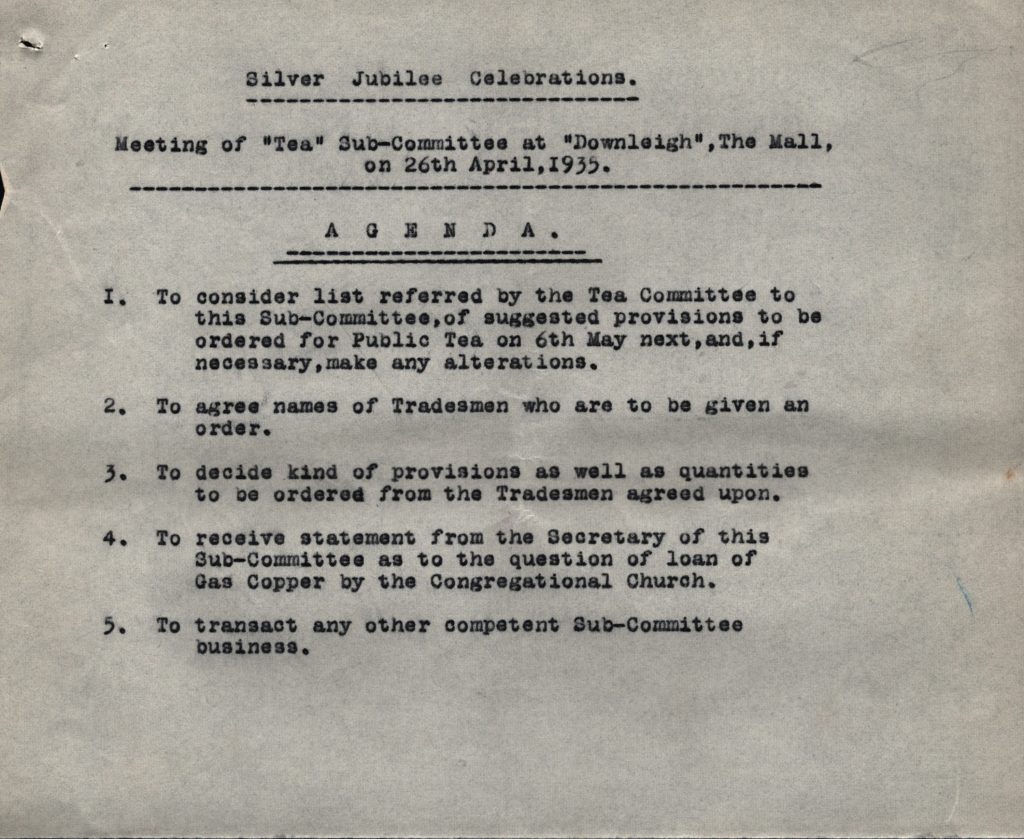 Silver Jubilee Celebrations.
Meeting of "Tea" Sub-Committee at "Downleigh",The Mall,
on 26th April,1935.
A G E N D A .
I. To consider list referred by the Tea Committee to
this Sub-Committee,of suggested provisions to be
ordered for Public Tea on 6th May next,and,if
necessary,make any alterations.
2. To agree names of Tradesmen who are to be given an
order.
3. To decide kind of provisions as well as quantities
to be ordered from the Tradesmen agreed upon.
4. To receive statement from the Secretary of this
Sub-Committee as to the question of loan of
Gas Copper by the Congregational Church.
5. To transact any other competent Sub-Committee
business.